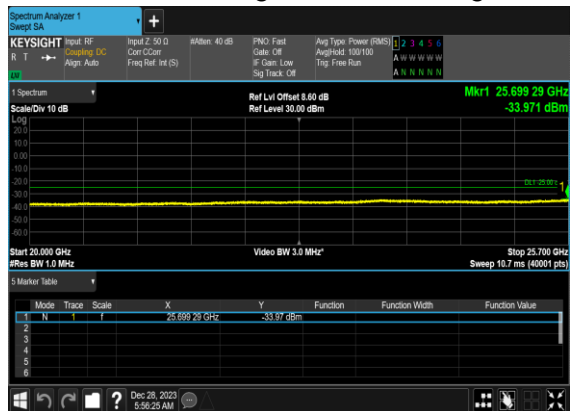 Spectrum Analyzer 1
Swept SA
+
KEYSIGHT Input: RF Input Z: 50 Ω #Atten: 40 dB PNO: Fast Avg Type: Power (RMS) 1 2 3 4 5 6
R T Coupling: DC Corr CCorr Gate: Off Avg|Hold: 100/100 A W W W W W
Align: Auto Freq Ref: Int (S) IF Gain: Low Trig: Free Run
Sig Track: Off A N N N N N
LXI
1 Spectrum Ref Lvl Offset 8.60 dB Mkr1 25.699 29 GHz
Scale/Div 10 dB Ref Level 30.00 dBm -33.971 dBm
Log
20.0
10.0
0.00
-10.0
-20.0
DL1 -25.00
1
-30.0
-40.0
-50.0
-60.0
Start 20.000 GHz Video BW 3.0 MHz* Stop 25.700 GHz
#Res BW 1.0 MHz Sweep 10.7 ms (40001 pts)
5 Marker Table
Mode Trace Scale X Y Function Function Width Function Value
1 N 1 f 25.699 29 GHz -33.97 dBm
2
3
4
5
6
? Dec 28, 2023
5:56:25 AM